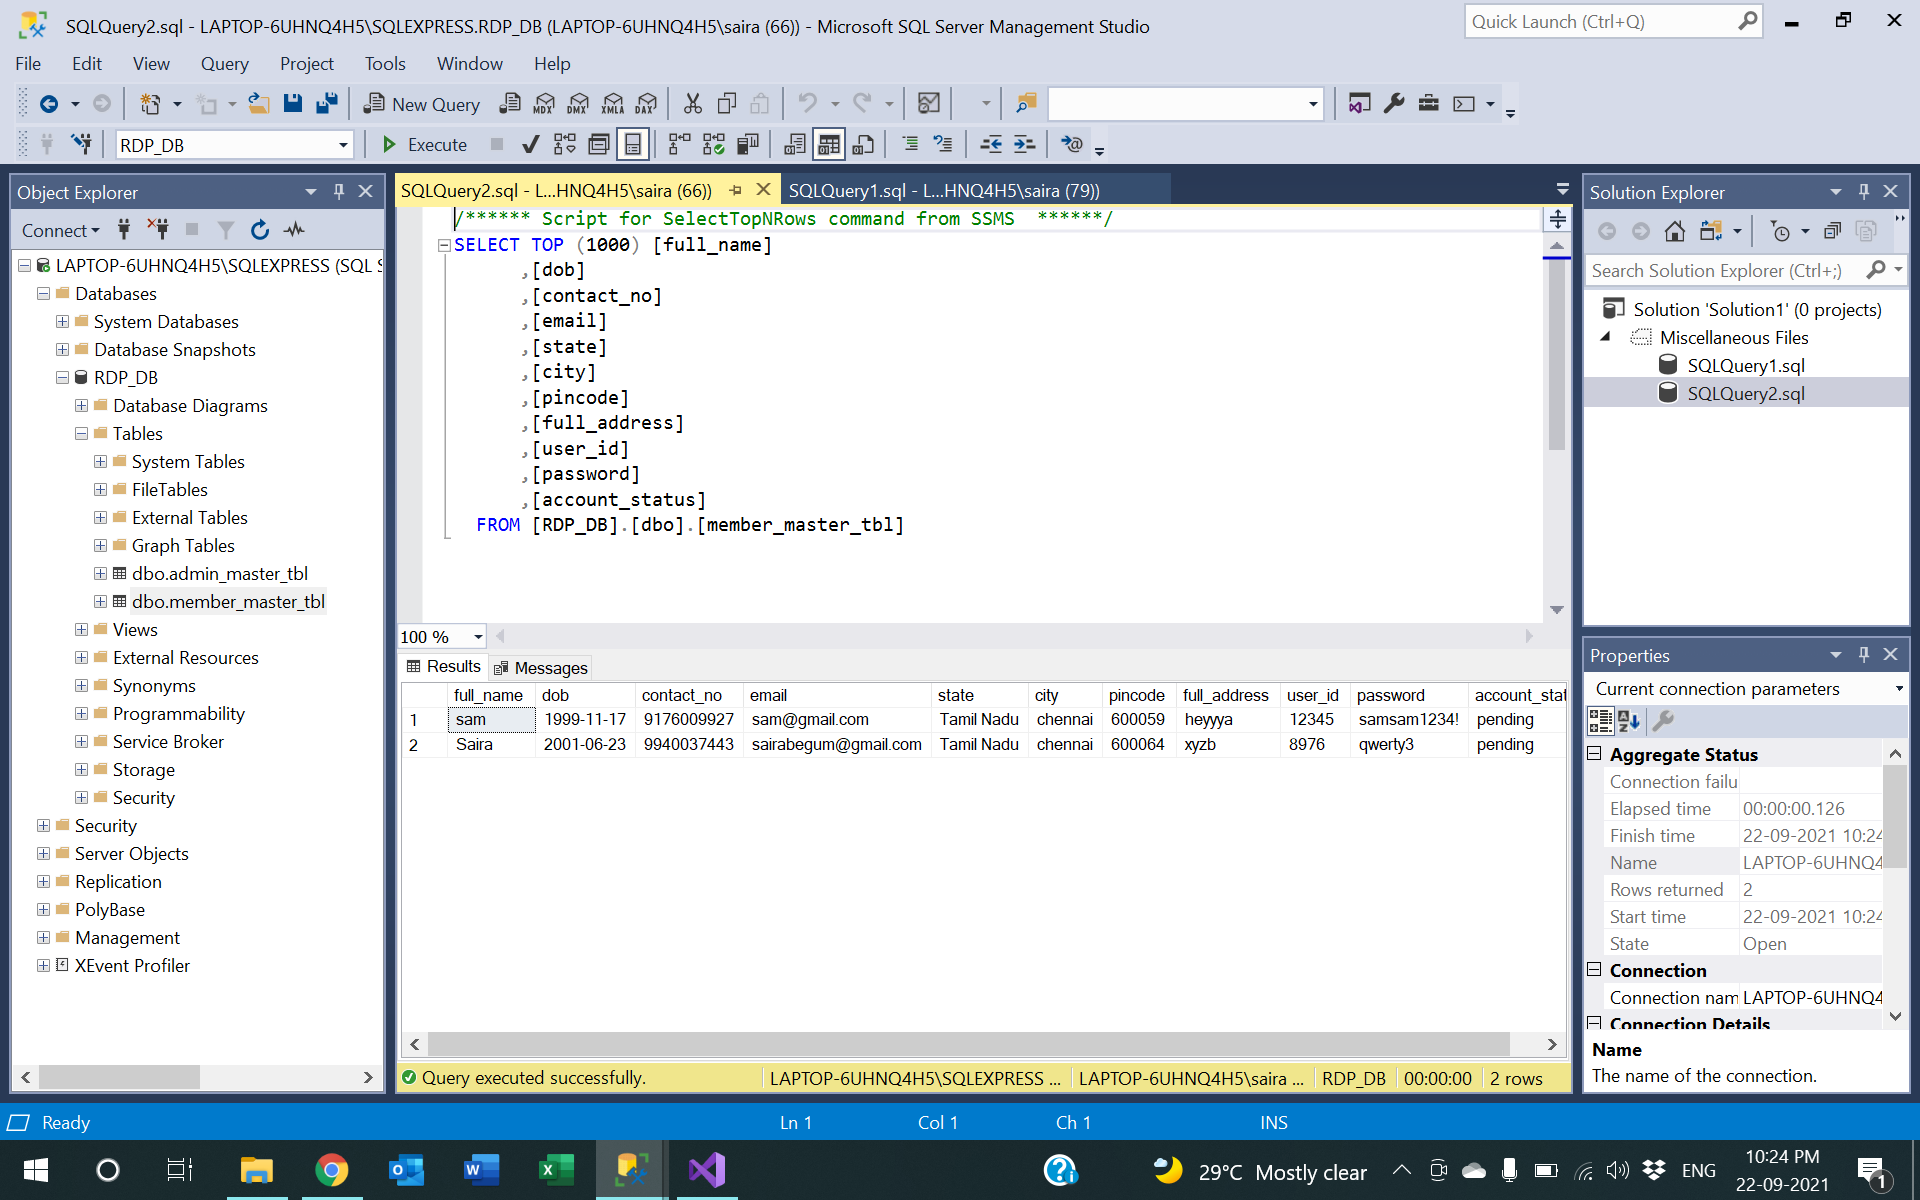 SQLQuery2.sql - LAPTOP-6UHNQ4H5\SQLEXPRESS.RDP_DB (LAPTOP-6UHNQ4H5\saira (66)) - Microsoft SQL Server Management Studio
Quick Launch (Ctrl+Q)
File Edit View Query Project Tools Window Help
New Query MDX DMX XMLA DAX
RDP_DB Execute
Object Explorer
Connect
LAPTOP-6UHNQ4H5\SQLEXPRESS (SQL S
Databases
System Databases
Database Snapshots
RDP_DB
Database Diagrams
Tables
System Tables
FileTables
External Tables
Graph Tables
dbo.admin_master_tbl
dbo.member_master_tbl
Views
External Resources
Synonyms
Programmability
Service Broker
Storage
Security
Security
Server Objects
Replication
PolyBase
Management
XEvent Profiler
SQLQuery2.sql - L...HNQ4H5\saira (66)) SQLQuery1.sql - L...HNQ4H5\saira (79))
/****** Script for SelectTopNRows command from SSMS ******/
SELECT TOP (1000) [full_name]
,[dob]
,[contact_no]
,[email]
,[state]
,[city]
,[pincode]
,[full_address]
,[user_id]
,[password]
,[account_status]
FROM [RDP_DB].[dbo].[member_master_tbl]
100 %
Results Messages
full_name dob contact_no email state city pincode full_address user_id password account_stat
1 sam 1999-11-17 9176009927 sam@gmail.com Tamil Nadu chennai 600059 heyyya 12345 samsam1234! pending
2 Saira 2001-06-23 9940037443 sairabegum@gmail.com Tamil Nadu chennai 600064 xyzb 8976 qwerty3 pending
Query executed successfully. LAPTOP-6UHNQ4H5\SQLEXPRESS ... LAPTOP-6UHNQ4H5\saira ... RDP_DB 00:00:00 2 rows
Solution Explorer
Search Solution Explorer (Ctrl+;)
Solution 'Solution1' (0 projects)
Miscellaneous Files
SQLQuery1.sql
SQLQuery2.sql
Properties
Current connection parameters
Aggregate Status
Connection failu
Elapsed time 00:00:00.126
Finish time 22-09-2021 10:24
Name LAPTOP-6UHNQ4
Rows returned 2
Start time 22-09-2021 10:24
State Open
Connection
Connection nam LAPTOP-6UHNQ4
Connection Details
Name
The name of the connection.
Ready Ln 1 Col 1 Ch 1 INS
29°C Mostly clear ENG 10:24 PM
22-09-2021 1